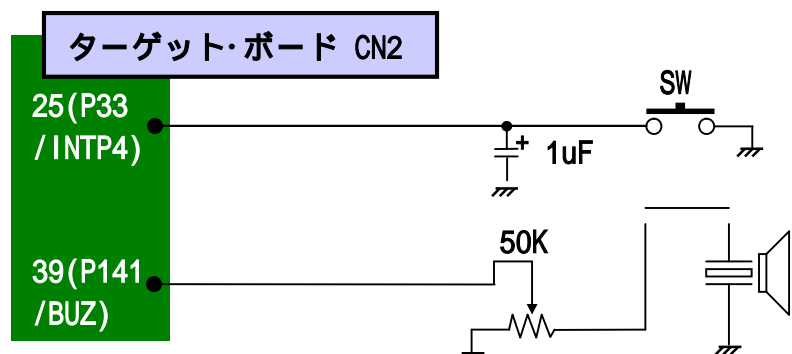 ターゲット・ボード CN2
25(P33
/INTP4)
SW
+
1uF
39(P141
/BUZ)
50K